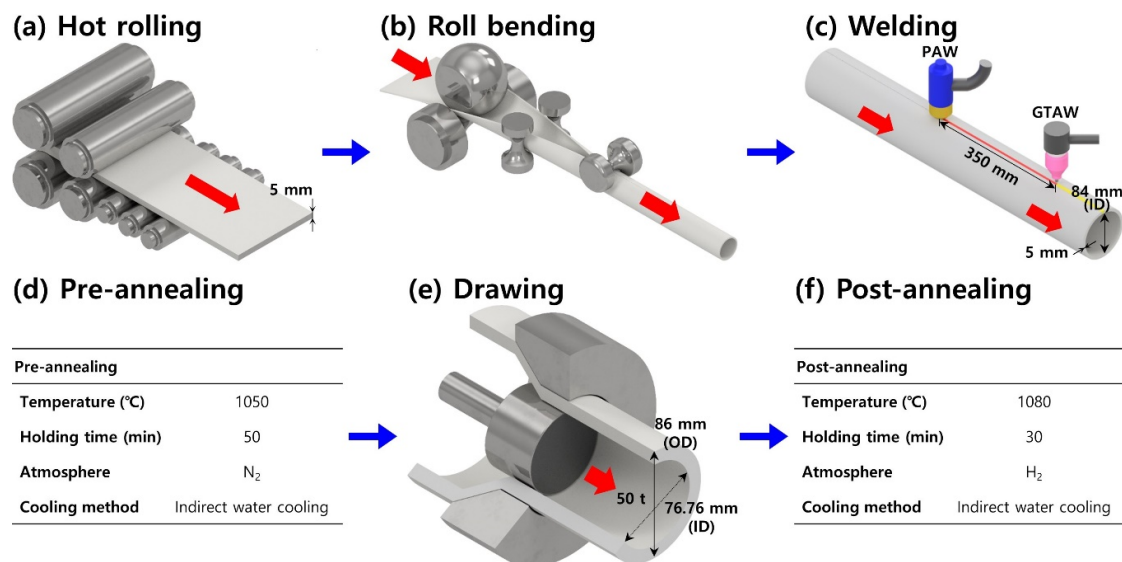 (a) Hot rolling
5 mm
(b) Roll bending
(c) Welding
PAW
GTAW
350 mm
84 mm
(ID)
5 mm
(d) Pre-annealing
Pre-annealing
Temperature (℃) 1050
Holding time (min) 50
Atmosphere N₂
Cooling method Indirect water cooling
(e) Drawing
86 mm
(OD)
50 t
76.76 mm
(ID)
(f) Post-annealing
Post-annealing
Temperature (℃) 1080
Holding time (min) 30
Atmosphere H₂
Cooling method Indirect water cooling